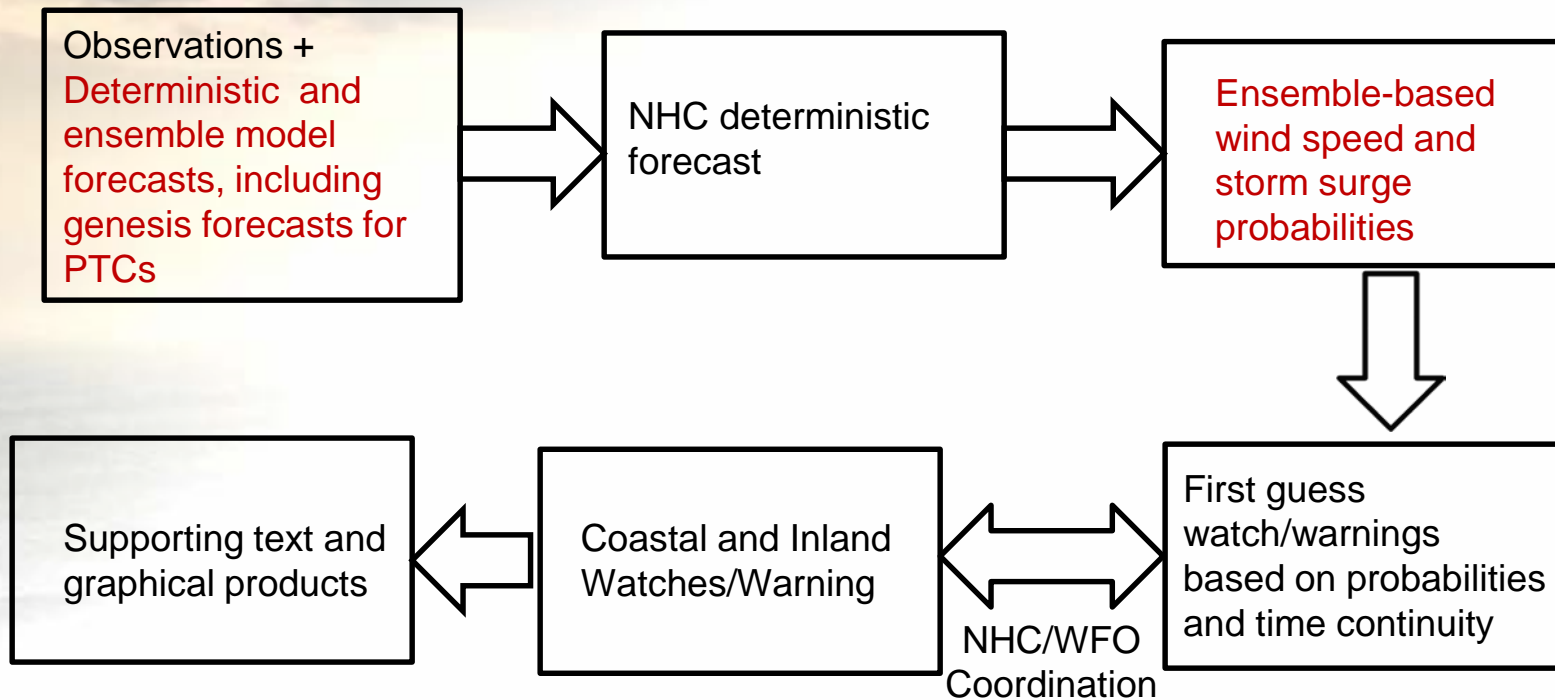 Observations +
Deterministic and
ensemble model
forecasts, including
genesis forecasts for
PTCs
NHC deterministic
forecast
Ensemble-based
wind speed and
storm surge
probabilities
Supporting text and
graphical products
Coastal and Inland
Watches/Warning
NHC/WFO
Coordination
First guess
watch/warnings
based on probabilities
and time continuity